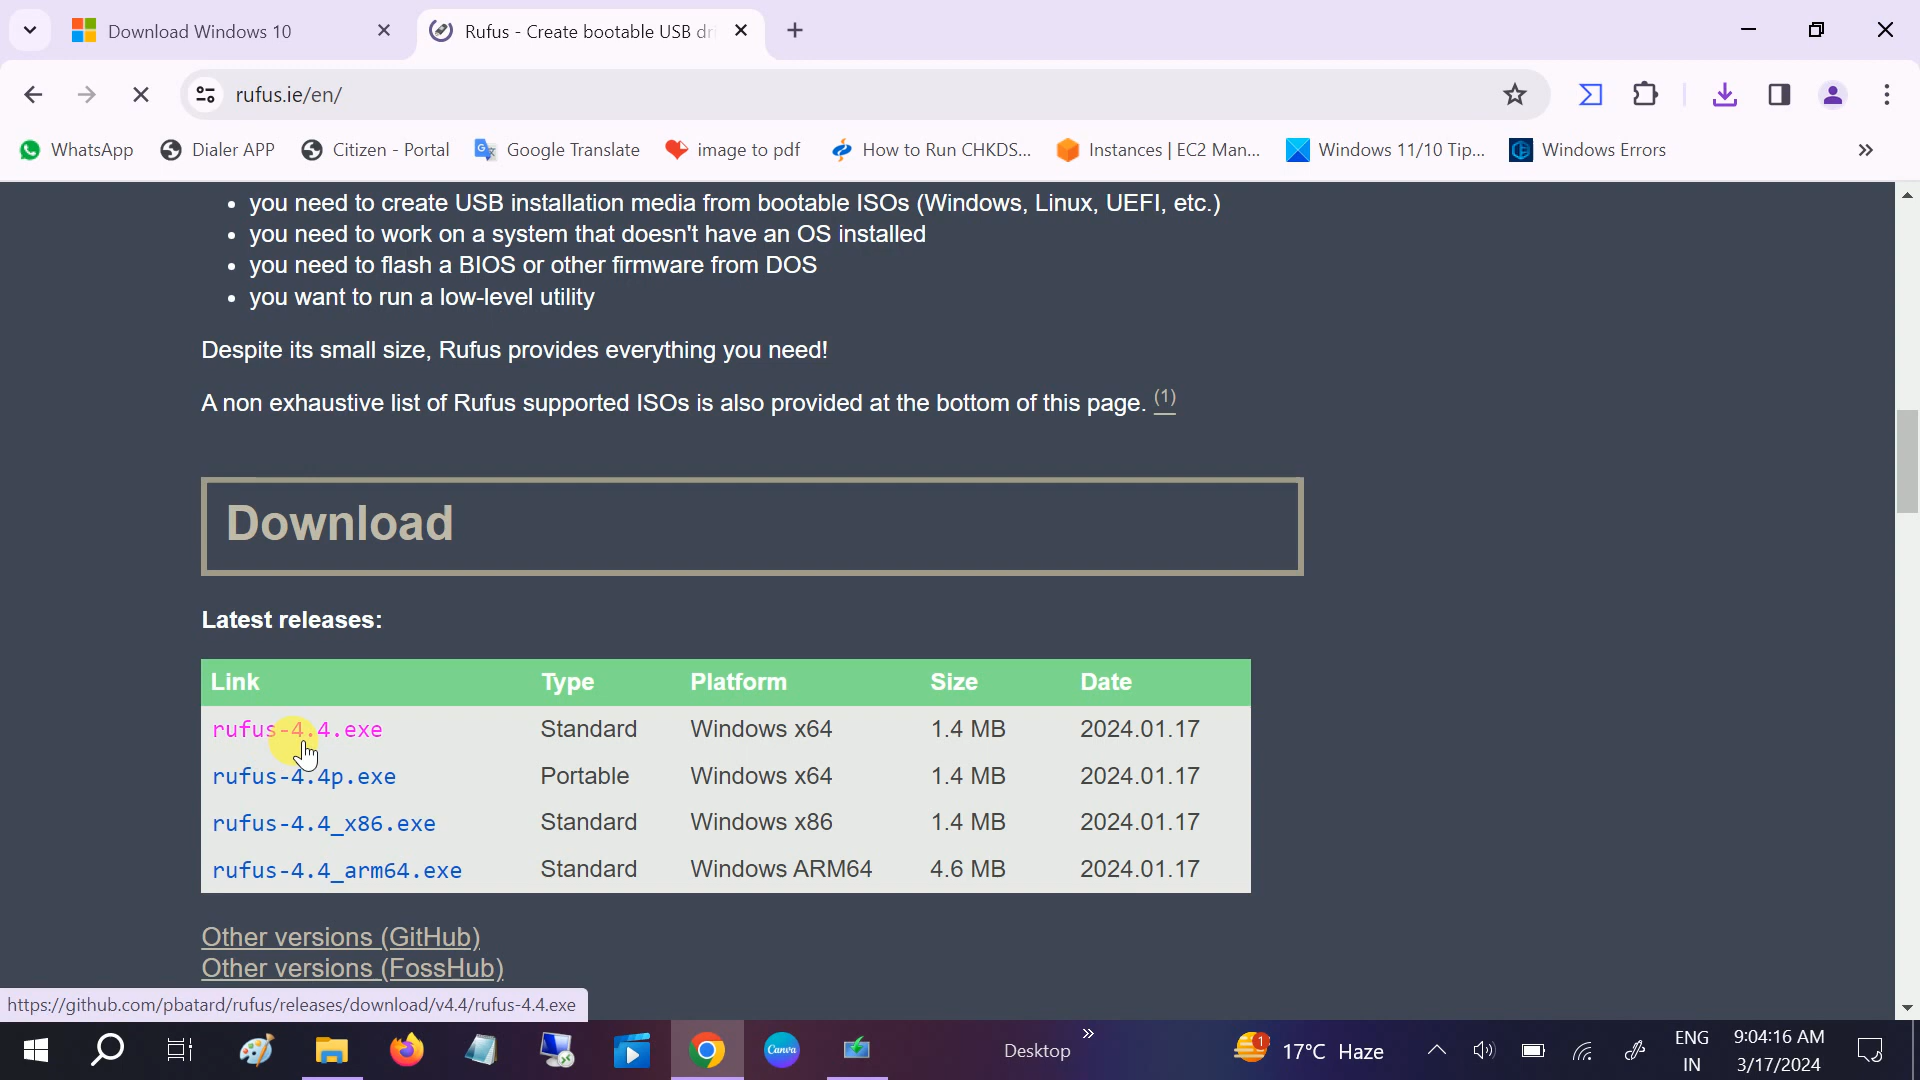 Download Windows 10
Rufus - Create bootable USB dri
rufus.ie/en/
WhatsApp
Dialer APP
Citizen - Portal
Google Translate
image to pdf
How to Run CHKDS...
Instances | EC2 Man...
Windows 11/10 Tip...
Windows Errors
• you need to create USB installation media from bootable ISOs (Windows, Linux, UEFI, etc.)
• you need to work on a system that doesn't have an OS installed
• you need to flash a BIOS or other firmware from DOS
• you want to run a low-level utility
Despite its small size, Rufus provides everything you need!
A non exhaustive list of Rufus supported ISOs is also provided at the bottom of this page. (1)
Download
Latest releases:
Link Type Platform Size Date
rufus-4.4.exe Standard Windows x64 1.4 MB 2024.01.17
rufus-4.4p.exe Portable Windows x64 1.4 MB 2024.01.17
rufus-4.4_x86.exe Standard Windows x86 1.4 MB 2024.01.17
rufus-4.4_arm64.exe Standard Windows ARM64 4.6 MB 2024.01.17
Other versions (GitHub)
Other versions (FossHub)
https://github.com/pbatard/rufus/releases/download/v4.4/rufus-4.4.exe
Canva
Desktop
1
17°C Haze
ENG
IN
9:04:16 AM
3/17/2024